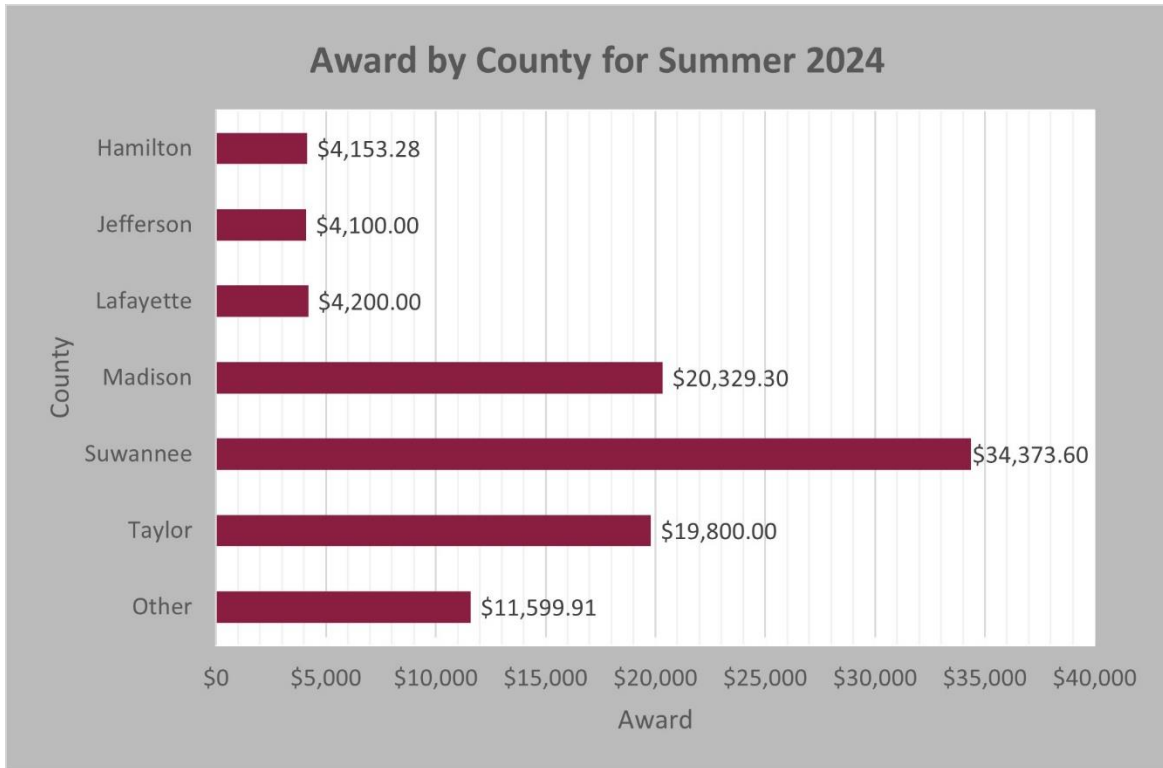 Award by County for Summer 2024
County
Hamilton $4,153.28
Jefferson $4,100.00
Lafayette $4,200.00
Madison $20,329.30
Suwannee $34,373.60
Taylor $19,800.00
Other $11,599.91
$0 $5,000 $10,000 $15,000 $20,000 $25,000 $30,000 $35,000 $40,000
Award